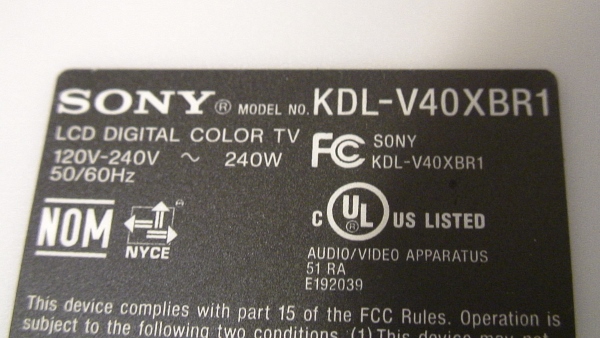 SONY® MODEL NO. KDL-V40XBR1
LCD DIGITAL COLOR TV
120V-240V ~ 240W
50/60Hz
FC SONY
KDL-V40XBR1
NOM
NYCE
C UL® US LISTED
AUDIO/VIDEO APPARATUS
51 RA
E192039
This device complies with part 15 of the FCC Rules. Operation is
subject to the following two conditions. (1) This device may not